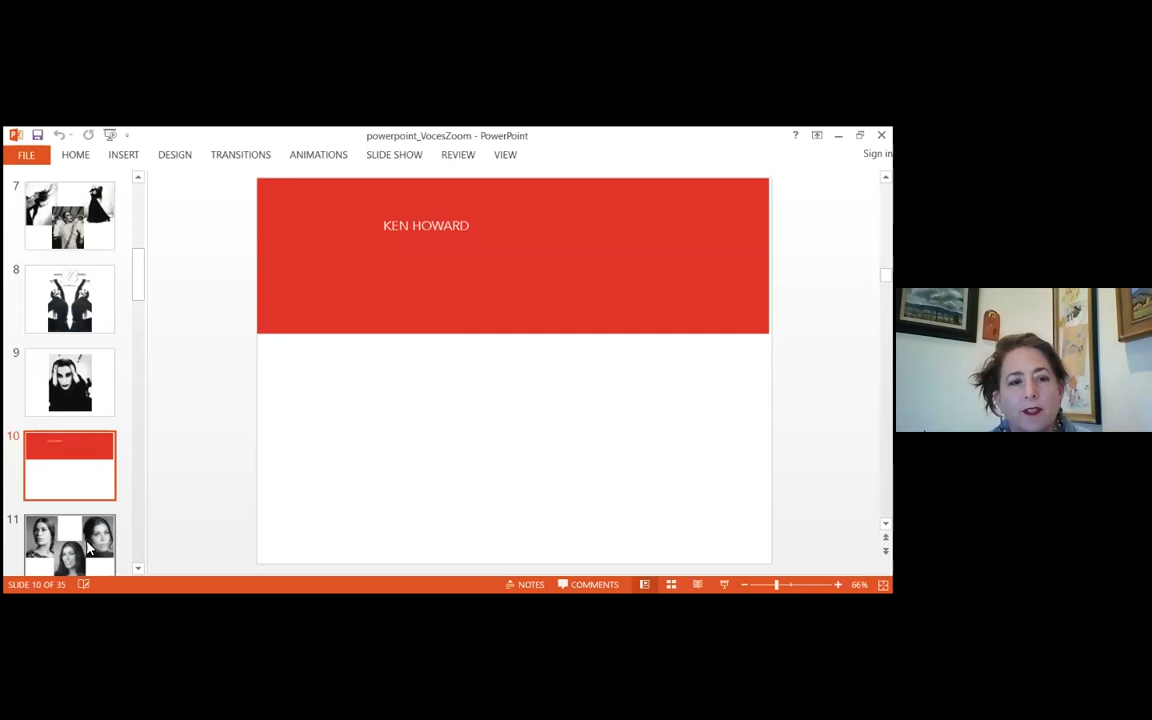 powerpoint_VocesZoom - PowerPoint
?
FILE HOME INSERT DESIGN TRANSITIONS ANIMATIONS SLIDE SHOW REVIEW VIEW Sign in
7
8
9
10
11
KEN HOWARD
SLIDE 10 OF 35 NOTES COMMENTS 66%